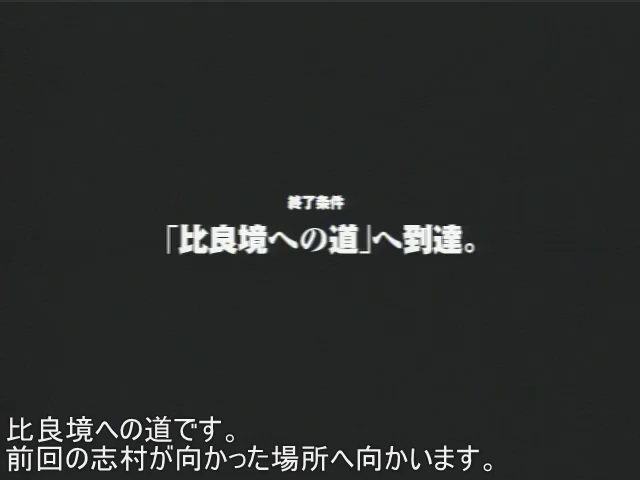 終了条件
「比良境への道」へ到達。
比良境への道です。
前回の志村が向かった場所へ向かいます。